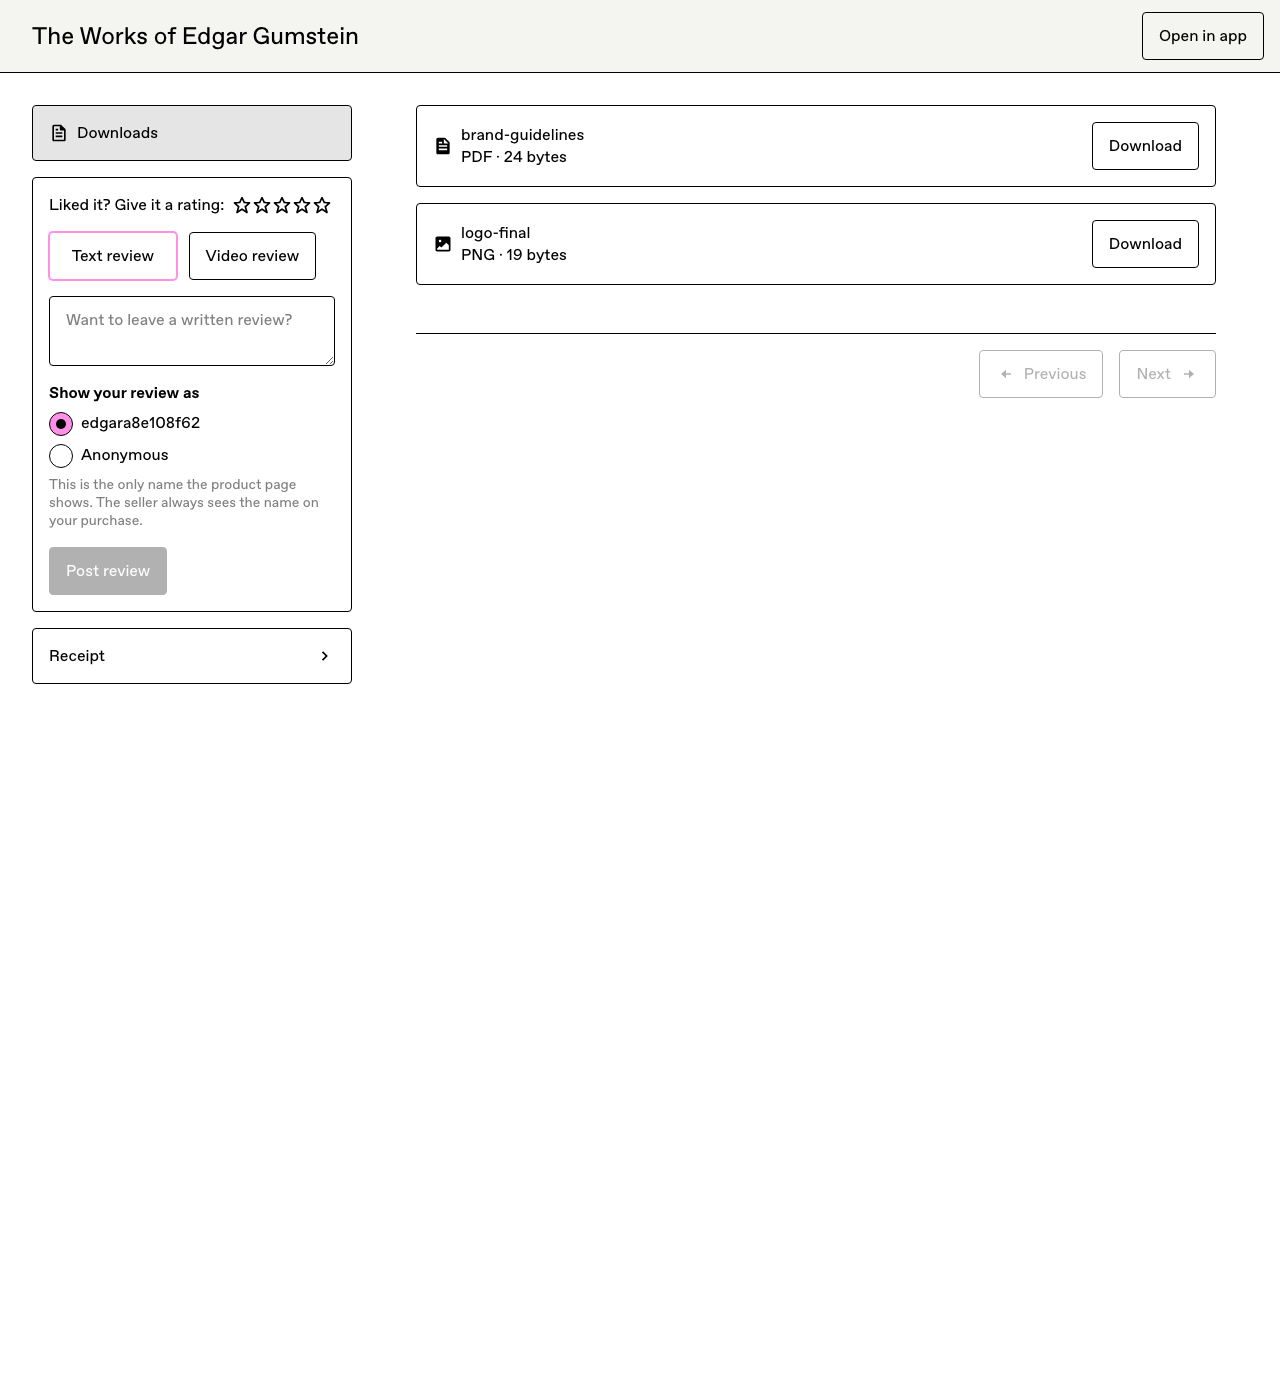 The Works of Edgar Gumstein
Open in app
Downloads
Liked it? Give it a rating:
Text review
Video review
Want to leave a written review?
Show your review as
edgara8e108f62
Anonymous
This is the only name the product page
shows. The seller always sees the name on
your purchase.
Post review
Receipt
brand-guidelines
PDF · 24 bytes
Download
logo-final
PNG · 19 bytes
Download
Previous
Next